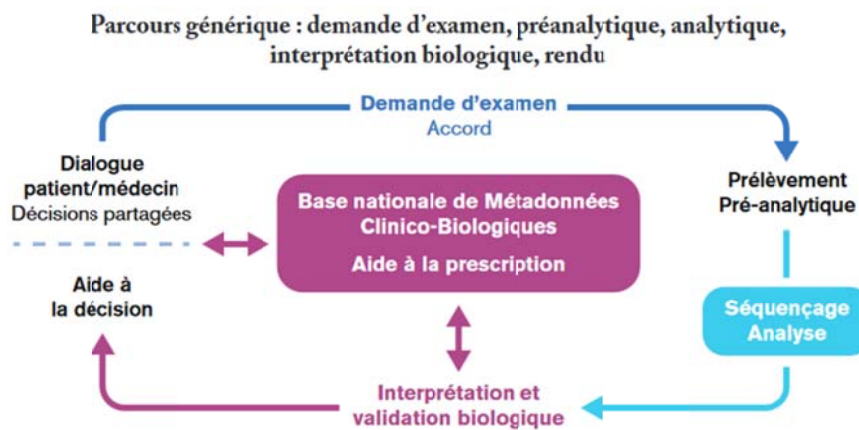 Parcours générique : demande d’examen, préanalytique, analytique,
interprétation biologique, rendu
Demande d’examen
Accord
Dialogue
patient/médecin
Décisions partagées
Aide à
la décision
Base nationale de Métadonnées
Clinico-Biologiques
Aide à la prescription
Prélèvement
Pré-analytique
Séquençage
Analyse
Interprétation et
validation biologique